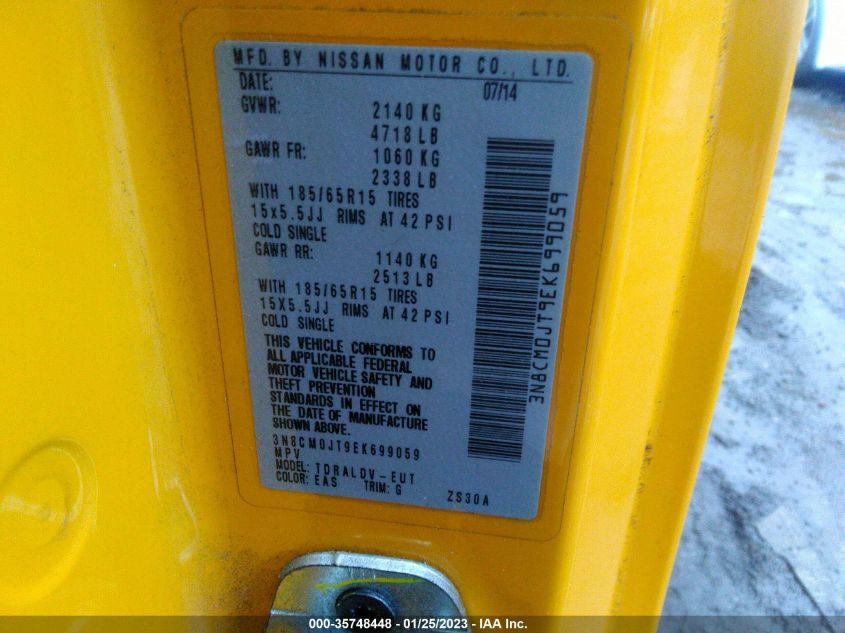 MFD. BY NISSAN MOTOR CO., LTD.
DATE: 07/14
GVWR: 2140 KG
4718 LB
GAWR FR: 1060 KG
2338 LB
WITH 185/65R15 TIRES
15x5.5JJ RIMS AT 42 PSI
COLD SINGLE
GAWR RR: 1140 KG
2513 LB
WITH 185/65R15 TIRES
15X5.5JJ RIMS AT 42 PSI
COLD SINGLE
THIS VEHICLE CONFORMS TO
ALL APPLICABLE FEDERAL
MOTOR VEHICLE SAFETY AND
THEFT PREVENTION
STANDARDS IN EFFECT ON
THE DATE OF MANUFACTURE
SHOWN ABOVE.
3N8CM0JT9EK699059
MPV
MODEL: TDRALDV-EUT
COLOR: EAS TRIM: G ZS30A
3N8CM0JT9EK699059
000-35748448 - 01/25/2023 - IAA Inc.